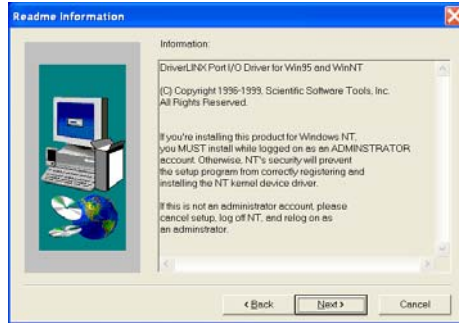 Readme Information
Information:
DriverLINX Port I/O Driver for Win95 and WinNT
(C) Copyright 1996-1999, Scientific Software Tools, Inc.
All Rights Reserved.
If you're installing this product for Windows NT,
you MUST install while logged on as an ADMINSTRATOR
account. Otherwise, NT's security will prevent
the setup program from correctly registering and
installing the NT kernel device driver.
If this is not an administrator account, please
cancel setup, log off NT, and relog on as
an adminstrator.
< Back
Next >
Cancel